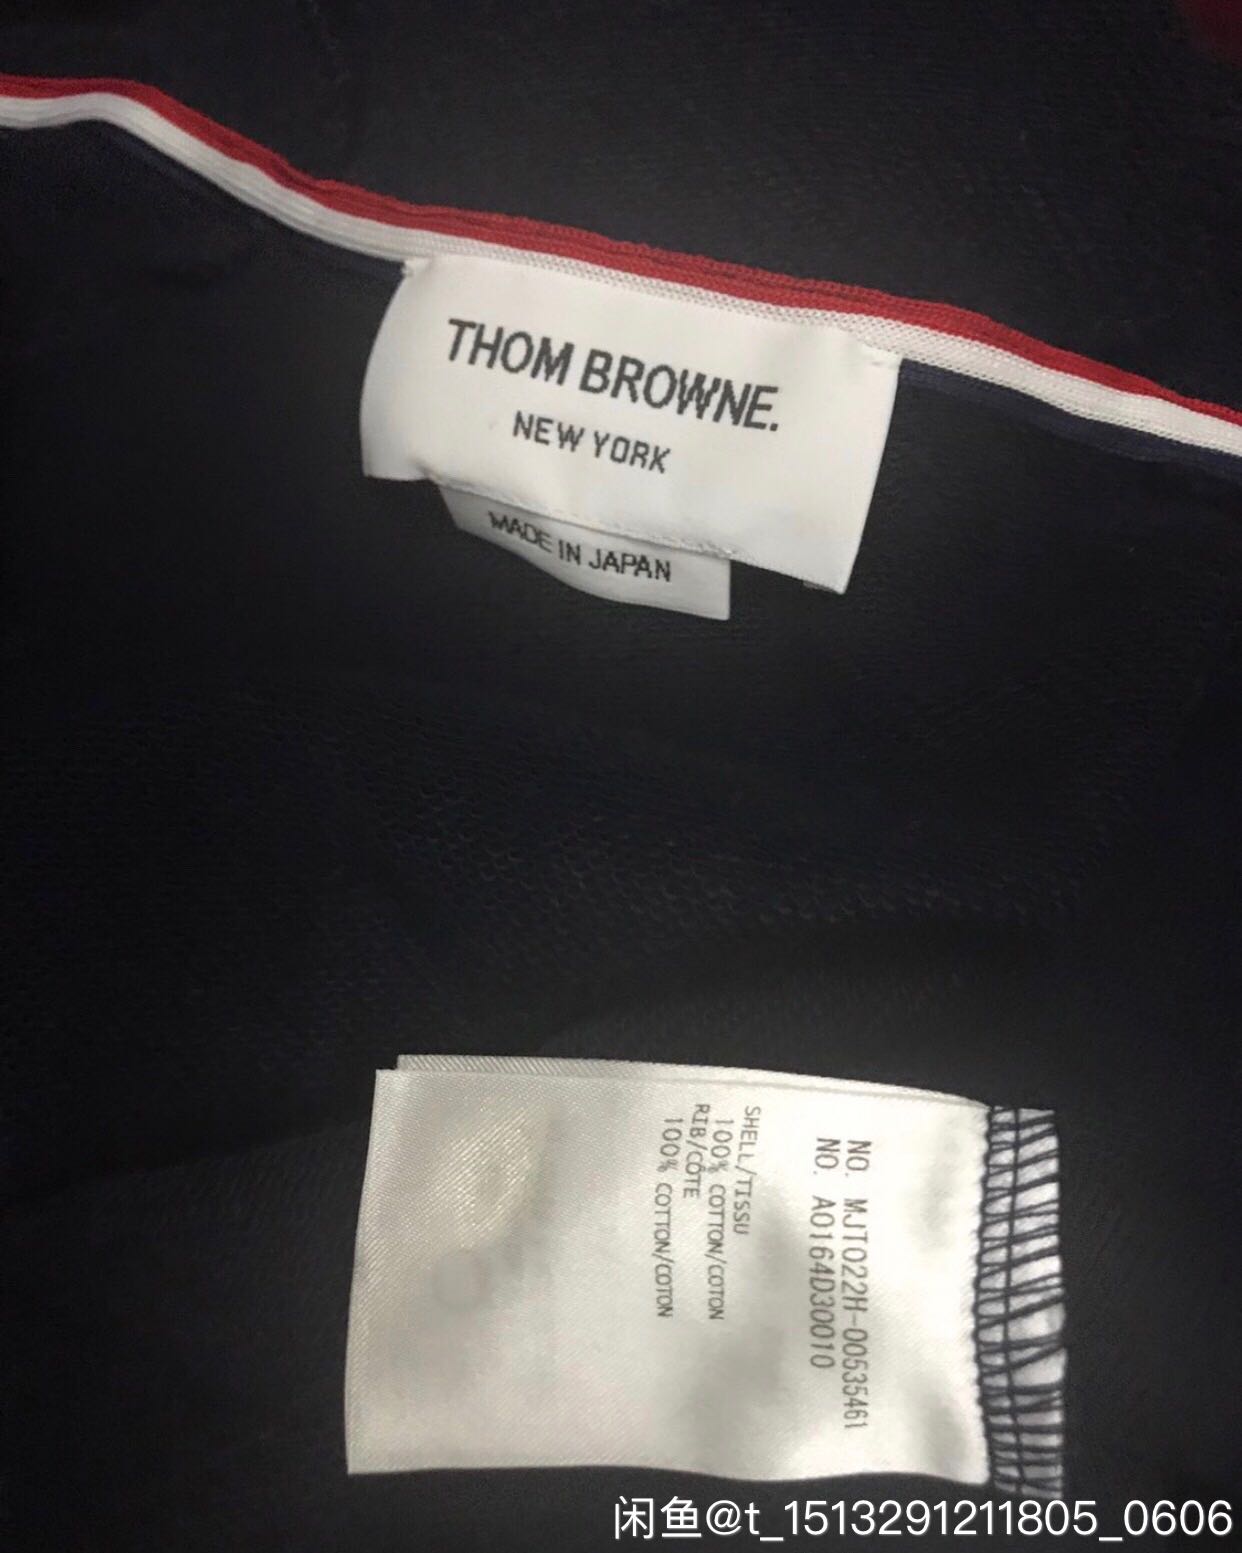 THOM BROWNE.
NEW YORK
MADE IN JAPAN
NO. MJT022H-00535461
NO. A0164D30010
SHELL/TISSU
100% COTTON/COTON
RIB/CÔTE
100% COTTON/COTON
闲鱼@t_1513291211805_0606